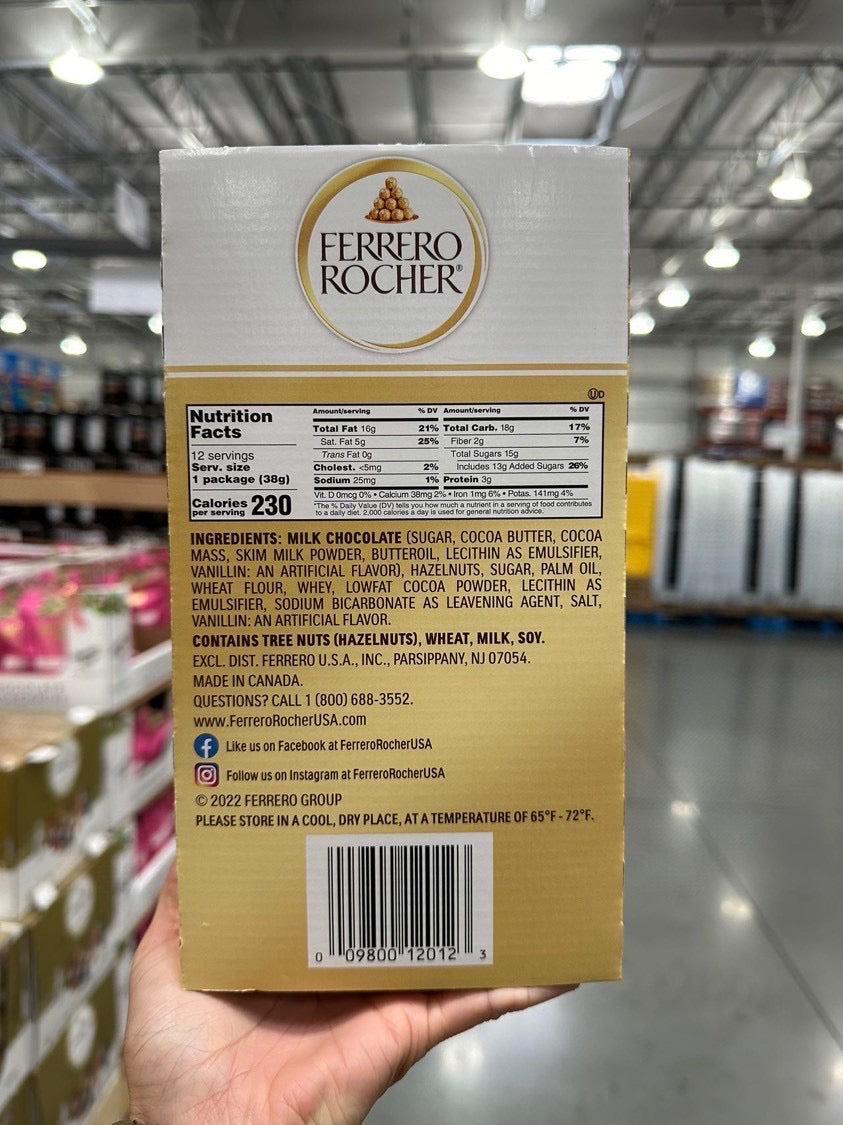 FERRERO
ROCHER®
UD
Nutrition
Facts
12 servings
Serv. size
1 package (38g)
Calories 230
per serving
Amount/serving % DV
Total Fat 16g 21%
Sat. Fat 5g 25%
Trans Fat 0g
Cholest. <5mg 2%
Sodium 25mg 1%
Amount/serving % DV
Total Carb. 18g 17%
Fiber 2g 7%
Total Sugars 15g
Includes 13g Added Sugars 26%
Protein 3g
Vit. D 0mcg 0% • Calcium 38mg 2% • Iron 1mg 6% • Potas. 141mg 4%
*The % Daily Value (DV) tells you how much a nutrient in a serving of food contributes
to a daily diet. 2,000 calories a day is used for general nutrition advice.
INGREDIENTS: MILK CHOCOLATE (SUGAR, COCOA BUTTER, COCOA
MASS, SKIM MILK POWDER, BUTTEROIL, LECITHIN AS EMULSIFIER,
VANILLIN: AN ARTIFICIAL FLAVOR), HAZELNUTS, SUGAR, PALM OIL,
WHEAT FLOUR, WHEY, LOWFAT COCOA POWDER, LECITHIN AS
EMULSIFIER, SODIUM BICARBONATE AS LEAVENING AGENT, SALT,
VANILLIN: AN ARTIFICIAL FLAVOR.
CONTAINS TREE NUTS (HAZELNUTS), WHEAT, MILK, SOY.
EXCL. DIST. FERRERO U.S.A., INC., PARSIPPANY, NJ 07054.
MADE IN CANADA.
QUESTIONS? CALL 1 (800) 688-3552.
www.FerreroRocherUSA.com
Like us on Facebook at FerreroRocherUSA
Follow us on Instagram at FerreroRocherUSA
© 2022 FERRERO GROUP
PLEASE STORE IN A COOL, DRY PLACE, AT A TEMPERATURE OF 65°F - 72°F.
0 09800 12012 3